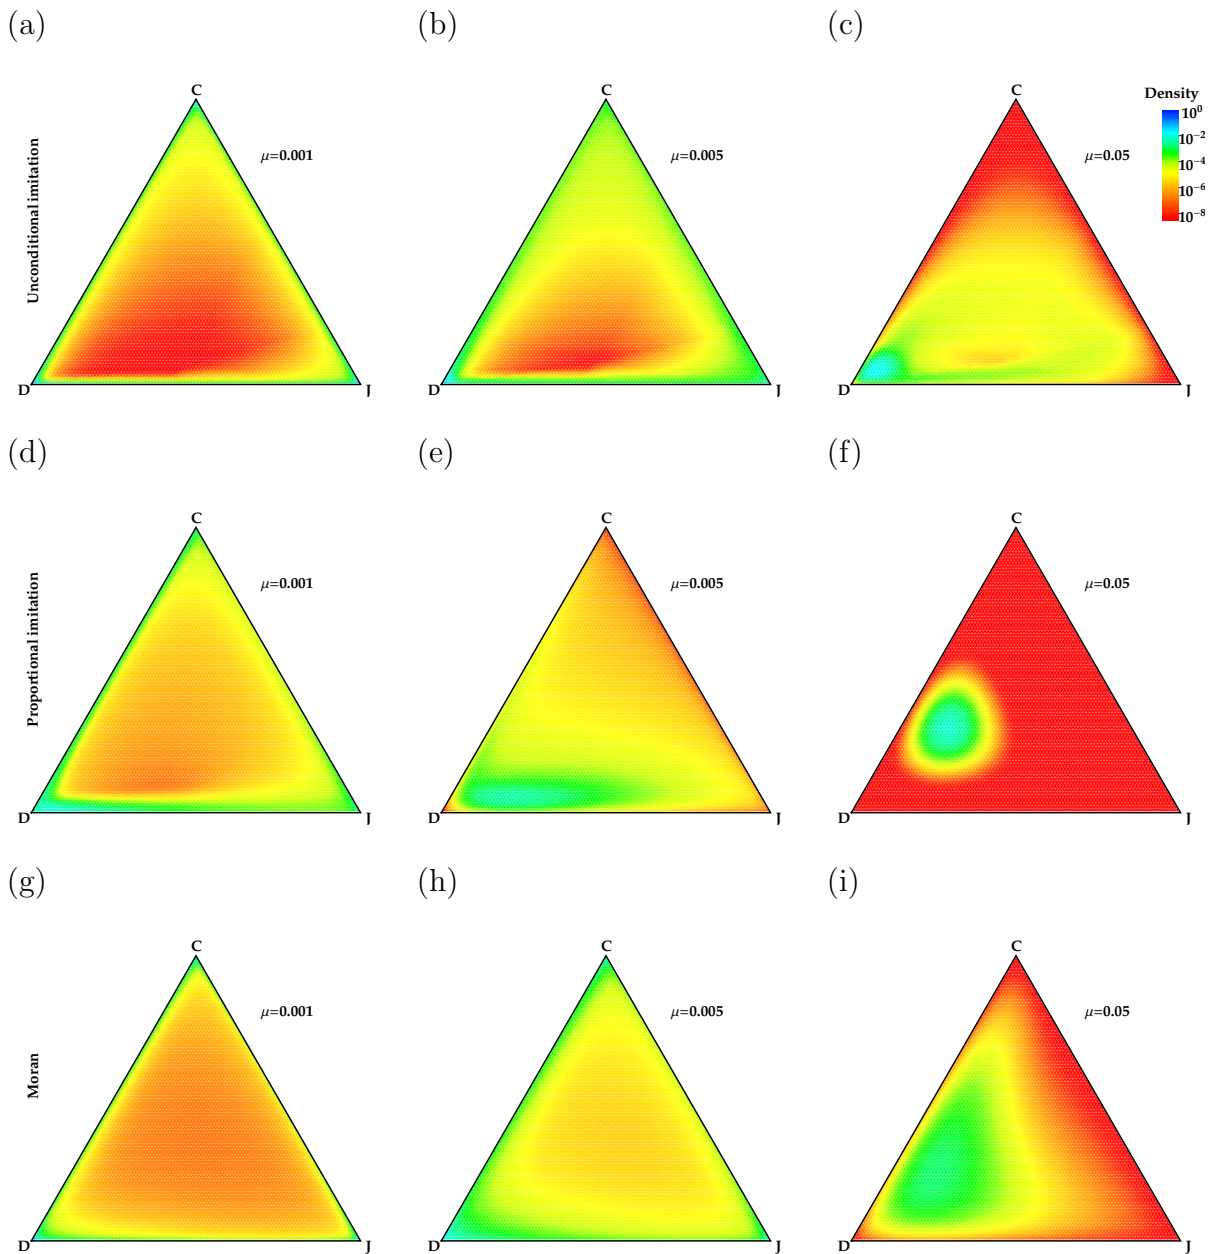 (a) (b) (c)
C C C
Density
10^0
10^-2
10^-4
10^-6
10^-8
μ=0.001 μ=0.005 μ=0.05
Unconditional imitation
D J D J D J
(d) (e) (f)
C C C
μ=0.001 μ=0.005 μ=0.05
Proportional imitation
D J D J D J
(g) (h) (i)
C C C
μ=0.001 μ=0.005 μ=0.05
Moran
D J D J D J